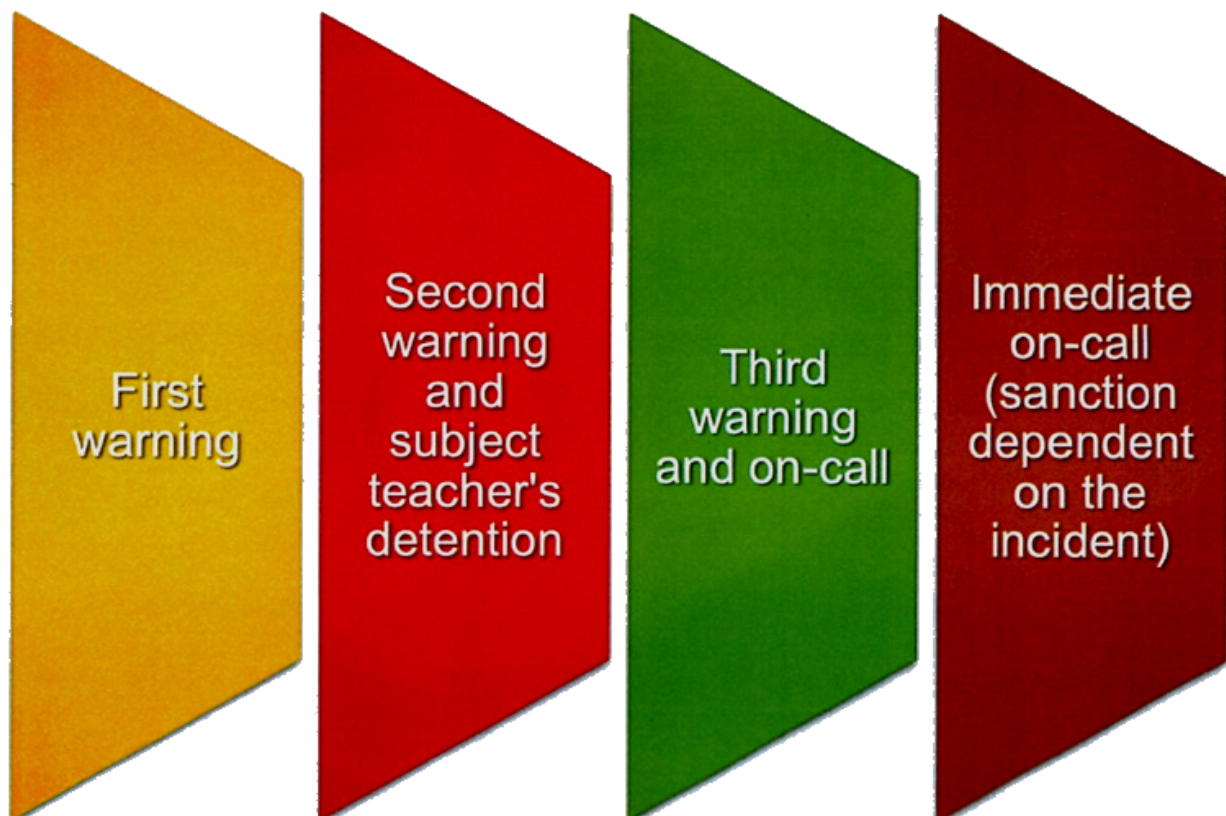 First
warning
Second
warning
and
subject
teacher's
detention
Third
warning
and on-call
Immediate
on-call
(sanction
dependent
on the
incident)